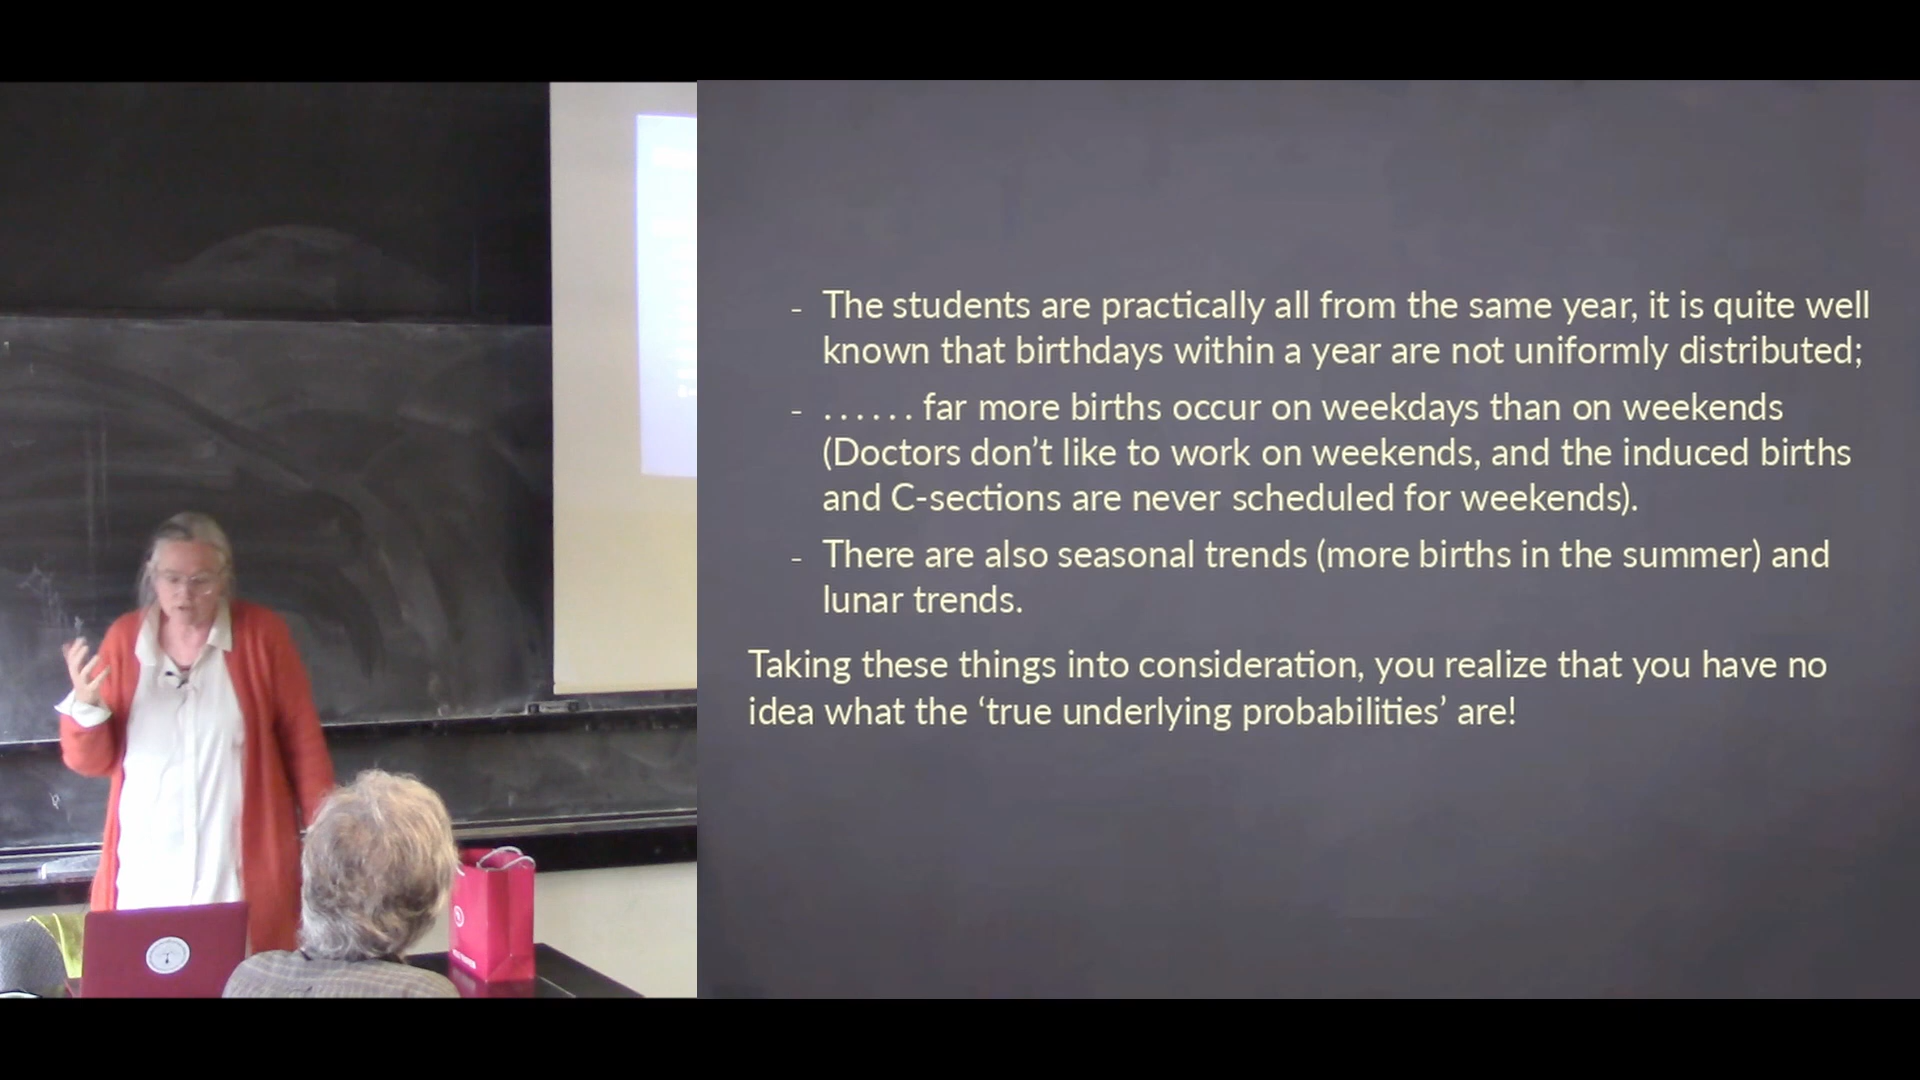 - The students are practically all from the same year, it is quite well
known that birthdays within a year are not uniformly distributed;
- ...... far more births occur on weekdays than on weekends
(Doctors don’t like to work on weekends, and the induced births
and C-sections are never scheduled for weekends).
- There are also seasonal trends (more births in the summer) and
lunar trends.
Taking these things into consideration, you realize that you have no
idea what the ‘true underlying probabilities’ are!